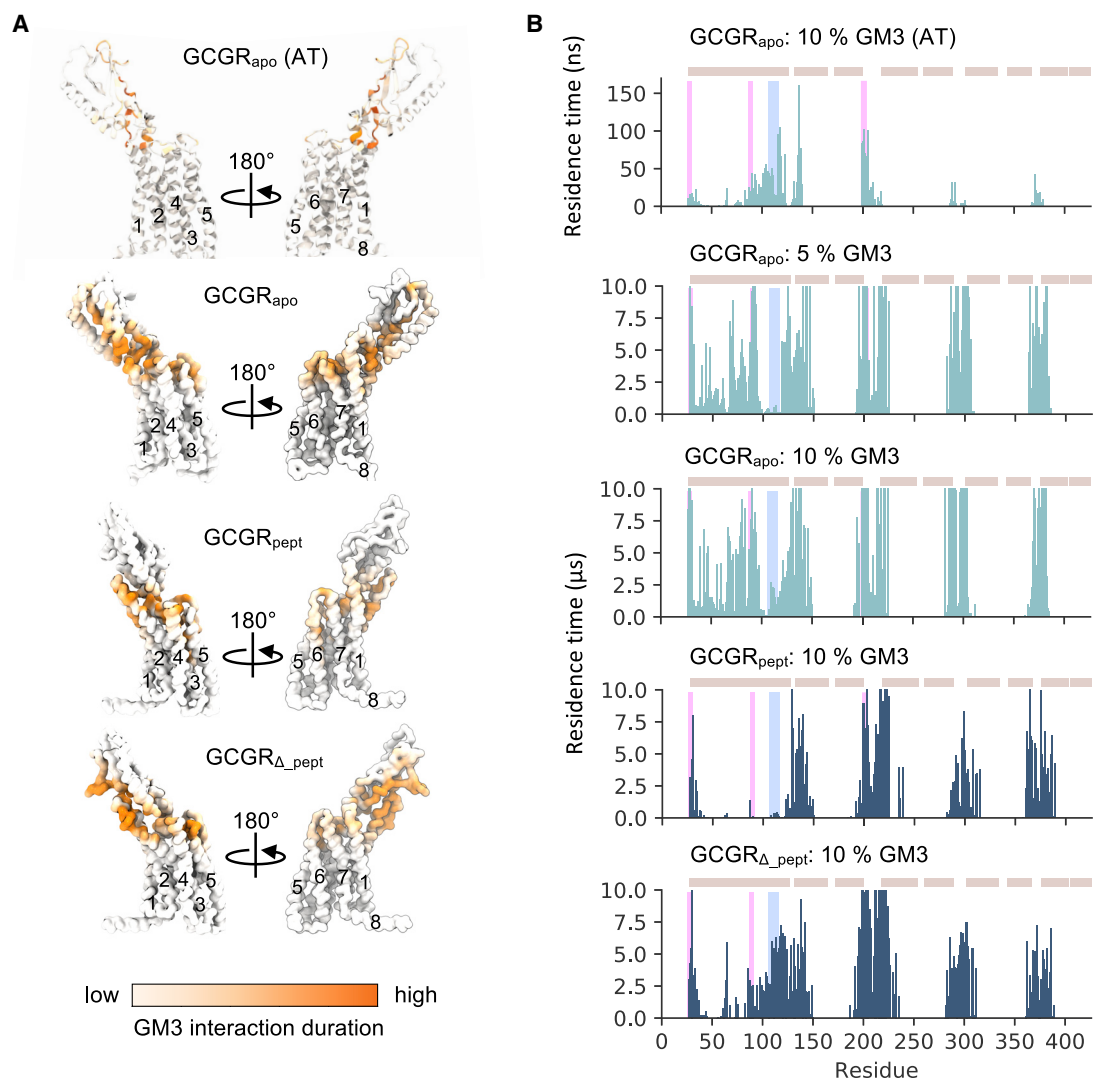 A
GCGRapo (AT)
180°
1 2 4 3 5
5 6 7 1 8
GCGRapo
180°
1 2 4 3 5
5 6 7 1 8
GCGRpept
180°
1 2 4 3 5
5 6 7 1 8
GCGRΔ_pept
180°
1 2 4 3 5
5 6 7 1 8
low high
GM3 interaction duration
B
GCGRapo: 10 % GM3 (AT)
Residence time (ns)
150
100
50
0
GCGRapo: 5 % GM3
10.0
7.5
5.0
2.5
0.0
GCGRapo: 10 % GM3
10.0
7.5
5.0
2.5
0.0
Residence time (µs)
GCGRpept: 10 % GM3
10.0
7.5
5.0
2.5
0.0
GCGRΔ_pept: 10 % GM3
10.0
7.5
5.0
2.5
0.0
0 50 100 150 200 250 300 350 400
Residue